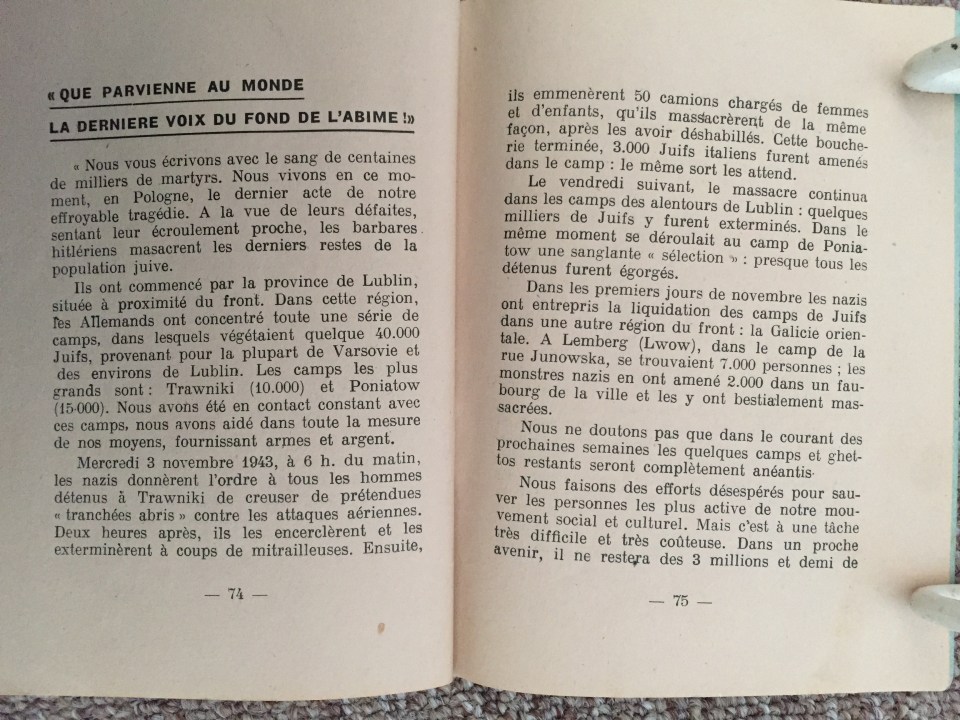 « QUE PARVIENNE AU MONDE
LA DERNIERE VOIX DU FOND DE L'ABIME !»
« Nous vous écrivons avec le sang de centaines
de milliers de martyrs. Nous vivons en ce mo-
ment, en Pologne, le dernier acte de notre
effroyable tragédie. A la vue de leurs défaites,
sentant leur écroulement proche, les barbares
hitlériens masacrent les derniers restes de la
population juive.
Ils ont commencé par la province de Lublin,
située à proximité du front. Dans cette région,
les Allemands ont concentré toute une série de
camps, dans lesquels végétaient quelque 40.000
Juifs, provenant pour la plupart de Varsovie et
des environs de Lublin. Les camps les plus
grands sont : Trawniki (10.000) et Poniatow
(15.000). Nous avons été en contact constant avec
ces camps, nous avons aidé dans toute la mesure
de nos moyens, fournissant armes et argent.
Mercredi 3 novembre 1943, à 6 h. du matin,
les nazis donnèrent l'ordre à tous les hommes
détenus à Trawniki de creuser de prétendues
« tranchées abris » contre les attaques aériennes.
Deux heures après, ils les encerclèrent et les
exterminèrent à coups de mitrailleuses. Ensuite,
— 74 —
ils emmenèrent 50 camions chargés de femmes
et d'enfants, qu'ils massacrèrent de la même
façon, après les avoir déshabillés. Cette bouche-
rie terminée, 3.000 Juifs italiens furent amenés
dans le camp : le même sort les attend.
Le vendredi suivant, le massacre continua
dans les camps des alentours de Lublin : quelques
milliers de Juifs y furent exterminés. Dans le
même moment se déroulait au camp de Ponia-
tow une sanglante « sélection » : presque tous les
détenus furent égorgés.
Dans les premiers jours de novembre les nazis
ont entrepris la liquidation des camps de Juifs
dans une autre région du front : la Galicie orien-
tale. A Lemberg (Lwow), dans le camp de la
rue Junowska, se trouvaient 7.000 personnes ; les
monstres nazis en ont amené 2.000 dans un fau-
bourg de la ville et les y ont bestialement mas-
sacrées.
Nous ne doutons pas que dans le courant des
prochaines semaines les quelques camps et ghet-
tos restants seront complètement anéantis.
Nous faisons des efforts désespérés pour sau-
ver les personnes les plus active de notre mou-
vement social et culturel. Mais c'est à une tâche
très difficile et très coûteuse. Dans un proche
avenir, il ne restera des 3 millions et demi de
— 75 —